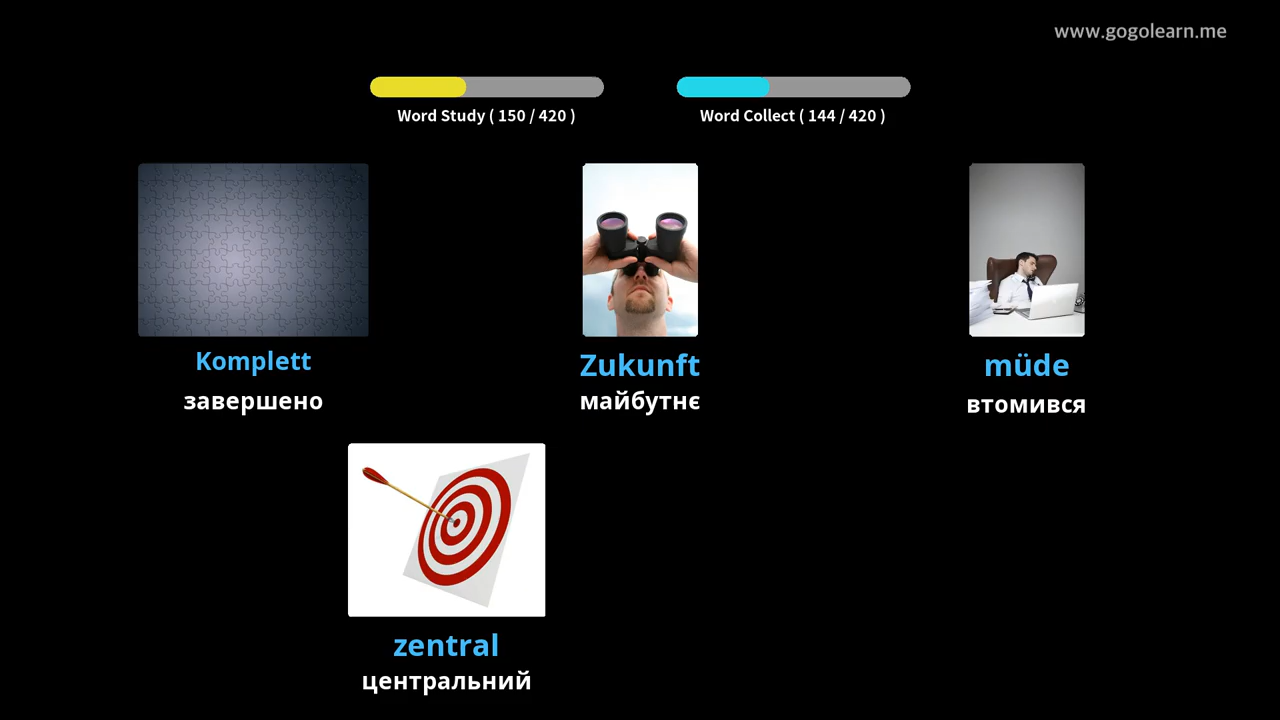 www.gogolearn.me
Word Study ( 150 / 420 )
Word Collect ( 144 / 420 )
Komplett
завершено
Zukunft
майбутнє
müde
втомився
zentral
центральний